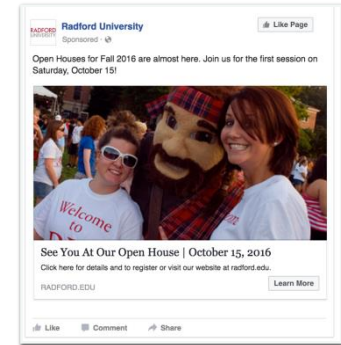 RADFORD
UNIVERSITY
Radford University
Like Page
Sponsored ·
Open Houses for Fall 2016 are almost here. Join us for the first session on
Saturday, October 15!
Welcome
to
See You At Our Open House | October 15, 2016
Click here for details and to register or visit our website at radford.edu.
RADFORD.EDU
Learn More
Like
Comment
Share